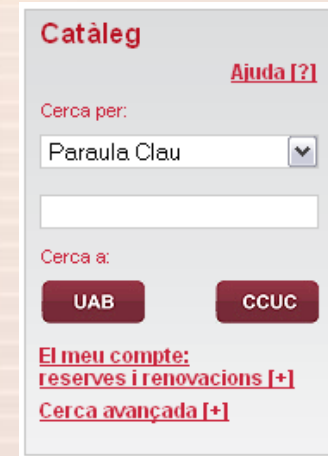 Catàleg
Ajuda [?]
Cerca per:
Paraula Clau
Cerca a:
UAB CCUC
El meu compte:
reserves i renovacions [+]
Cerca avançada [+]